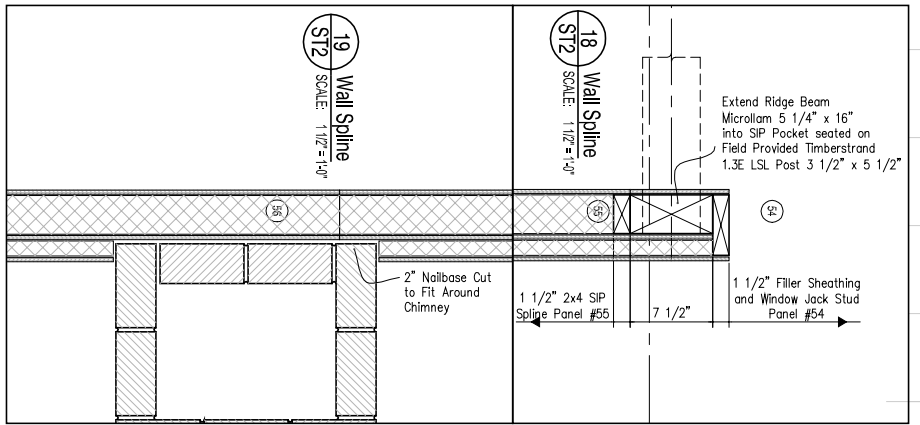 19
ST2
Wall Spline
SCALE: 1 1/2" = 1'-0"
18
ST2
Wall Spline
SCALE: 1 1/2" = 1'-0"
Extend Ridge Beam
Microllam 5 1/4" x 16"
into SIP Pocket seated on
Field Provided Timberstrand
1.3E LSL Post 3 1/2" x 5 1/2"
56
55
54
2" Nailbase Cut
to Fit Around
Chimney
1 1/2" 2x4 SIP
Spline Panel #55
7 1/2"
1 1/2" Filler Sheathing
and Window Jack Stud
Panel #54